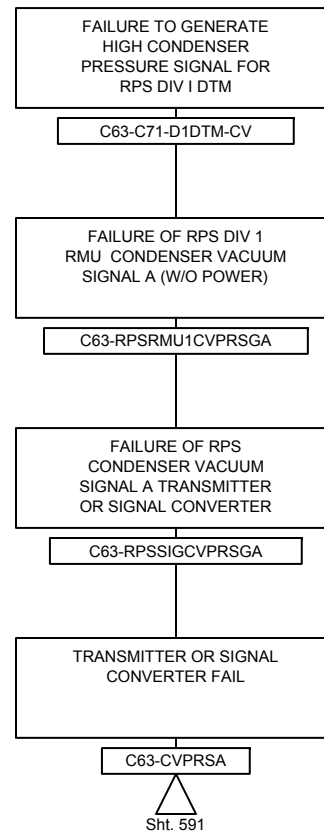 FAILURE TO GENERATE
HIGH CONDENSER
PRESSURE SIGNAL FOR
RPS DIV I DTM
C63-C71-D1DTM-CV
FAILURE OF RPS DIV 1
RMU CONDENSER VACUUM
SIGNAL A (W/O POWER)
C63-RPSRMU1CVPRSGA
FAILURE OF RPS
CONDENSER VACUUM
SIGNAL A TRANSMITTER
OR SIGNAL CONVERTER
C63-RPSSIGCVPRSGA
TRANSMITTER OR SIGNAL
CONVERTER FAIL
C63-CVPRSA
Sht. 591